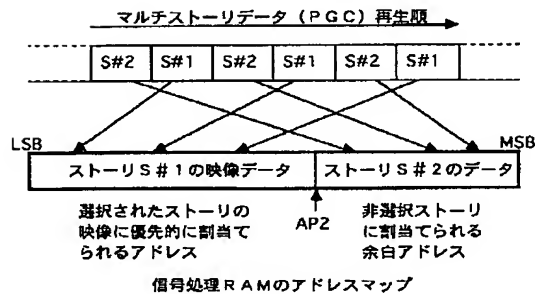 マルチストーリデータ（PGC）再生順
S#2 S#1 S#2 S#1 S#2 S#1
LSB MSB
ストーリS＃1の映像データ ストーリS＃2のデータ
選択されたストーリの
映像に優先的に割当て
られるアドレス
AP2
非選択ストーリ
に割当てられる
余白アドレス
信号処理RAMのアドレスマップ